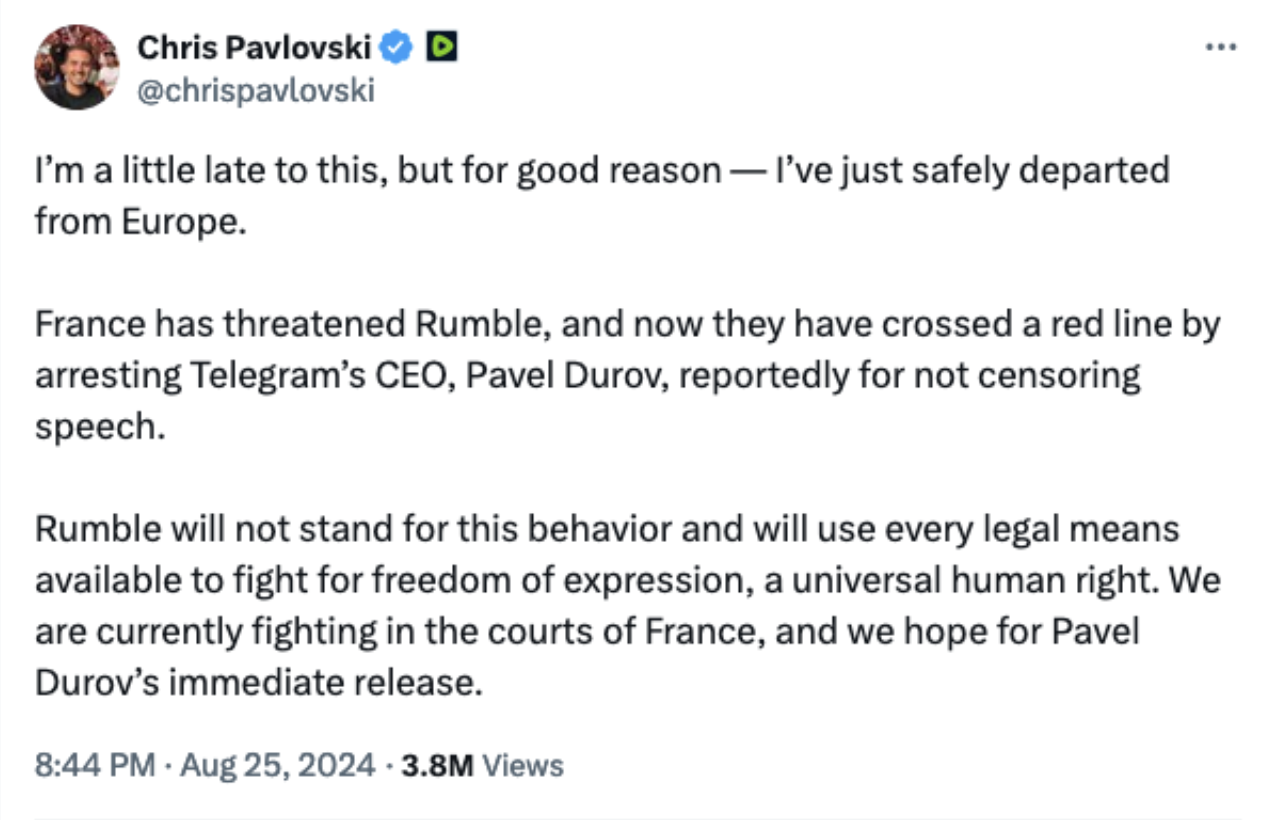 Chris Pavlovski
@chrispavlovski
I’m a little late to this, but for good reason — I’ve just safely departed
from Europe.
France has threatened Rumble, and now they have crossed a red line by
arresting Telegram’s CEO, Pavel Durov, reportedly for not censoring
speech.
Rumble will not stand for this behavior and will use every legal means
available to fight for freedom of expression, a universal human right. We
are currently fighting in the courts of France, and we hope for Pavel
Durov’s immediate release.
8:44 PM · Aug 25, 2024 · 3.8M Views